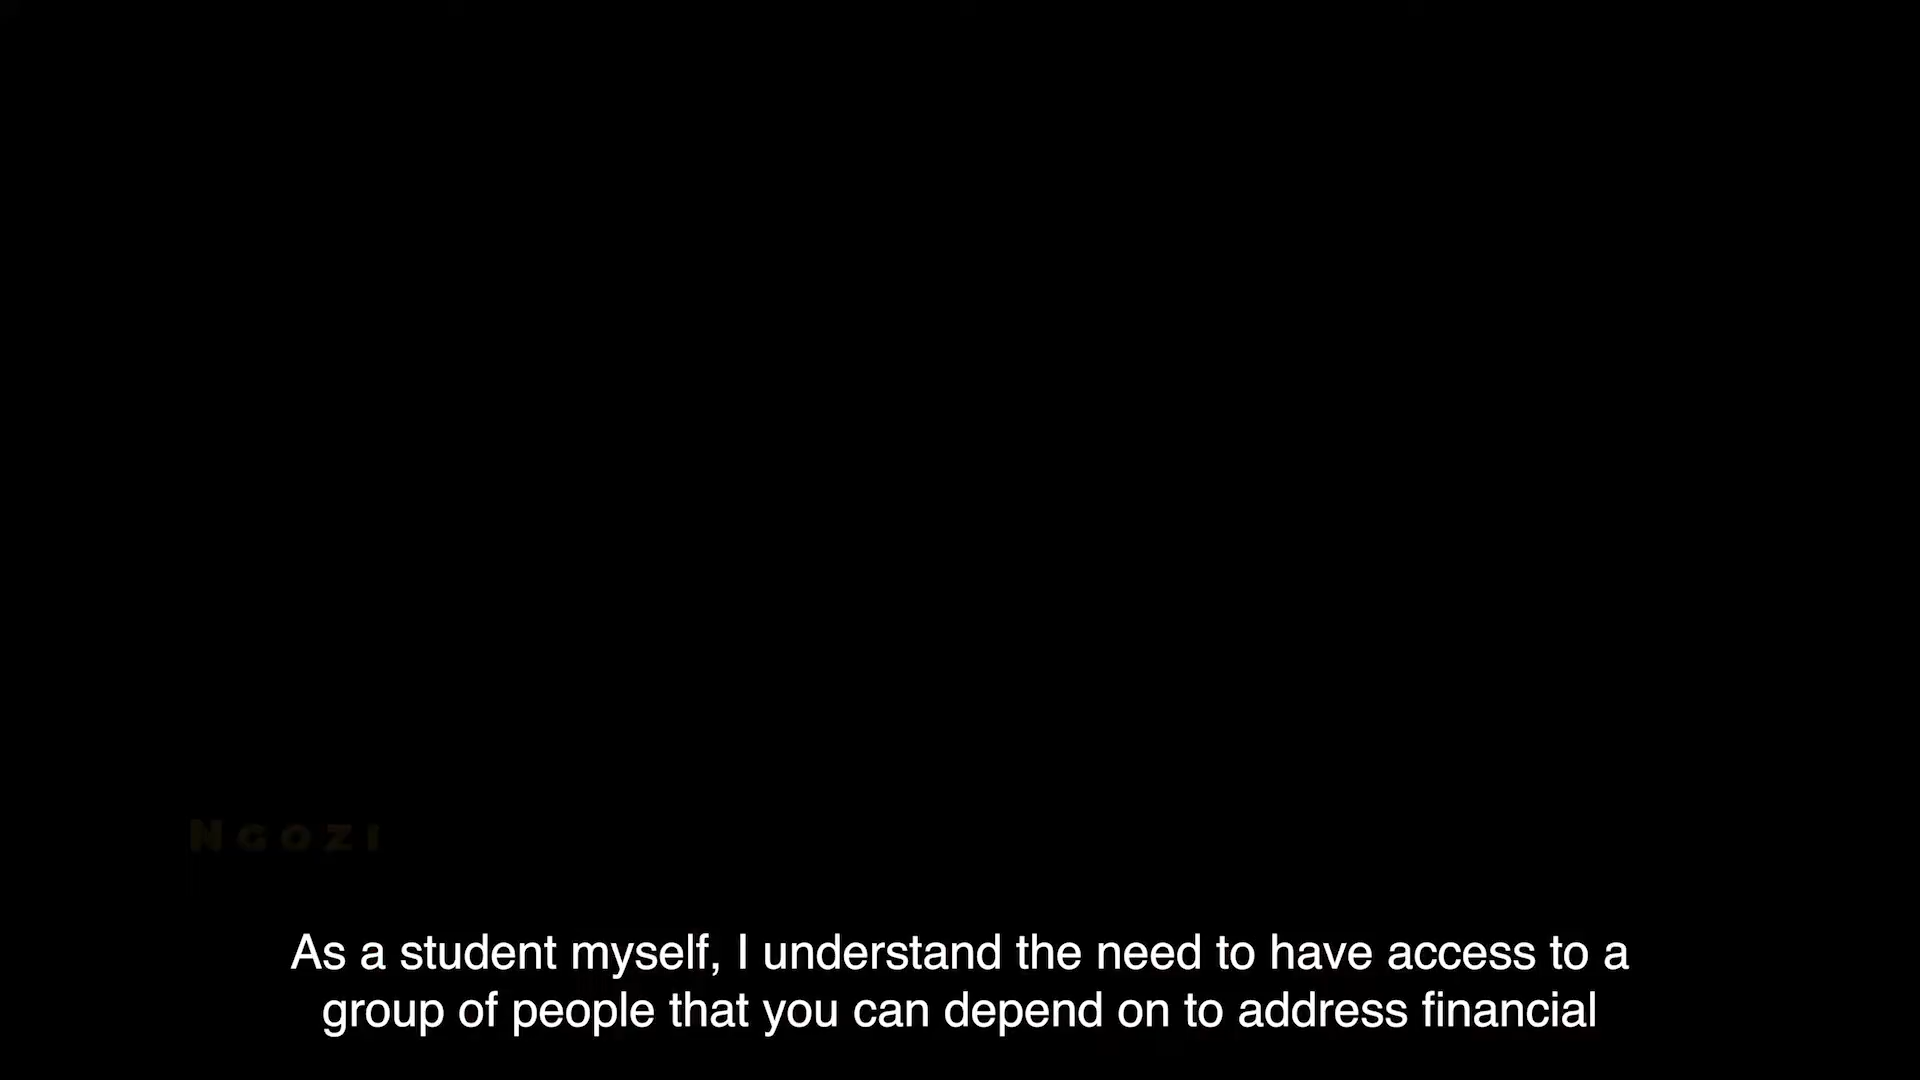 Ngozi
As a student myself, I understand the need to have access to a
group of people that you can depend on to address financial